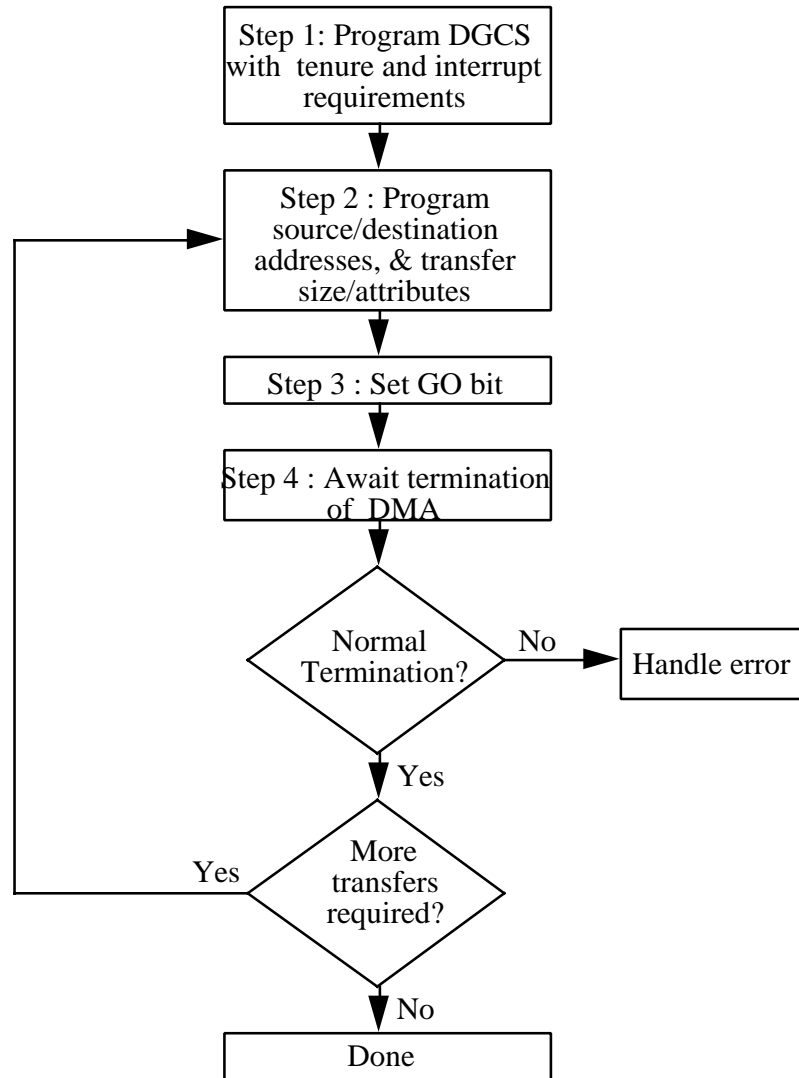 Step 1: Program DGCS
with tenure and interrupt
requirements
Step 2 : Program
source/destination
addresses, & transfer
size/attributes
Step 3 : Set GO bit
Step 4 : Await termination
of DMA
Normal
Termination?
No
Handle error
Yes
More
transfers
required?
Yes
No
Done